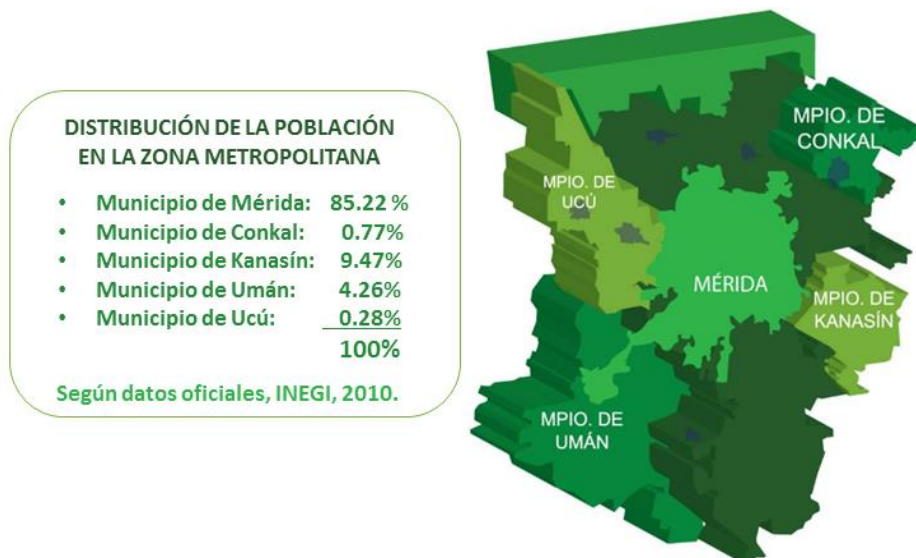 DISTRIBUCIÓN DE LA POBLACIÓN
EN LA ZONA METROPOLITANA
• Municipio de Mérida: 85.22 %
• Municipio de Conkal: 0.77%
• Municipio de Kanasín: 9.47%
• Municipio de Umán: 4.26%
• Municipio de Ucú: 0.28%
100%
Según datos oficiales, INEGI, 2010.
MPIO. DE
CONKAL
MPIO. DE
UCÚ
MÉRIDA
MPIO. DE
KANASÍN
MPIO. DE
UMÁN